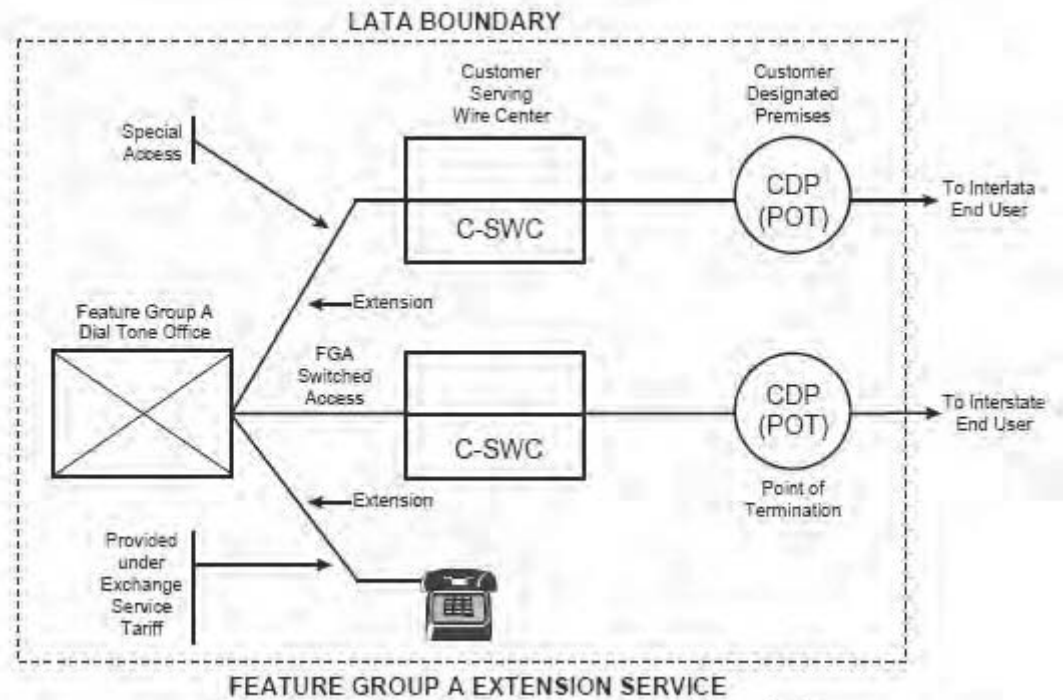 LATA BOUNDARY
Customer
Serving
Wire Center
Customer
Designated
Premises
Special
Access
CDP
(POT)
To Interlata
End User
C-SWC
Extension
Feature Group A
Dial Tone Office
FGA
Switched
Access
CDP
(POT)
To Interstate
End User
C-SWC
Extension
Point of
Termination
Provided
under
Exchange
Service
Tariff
FEATURE GROUP A EXTENSION SERVICE